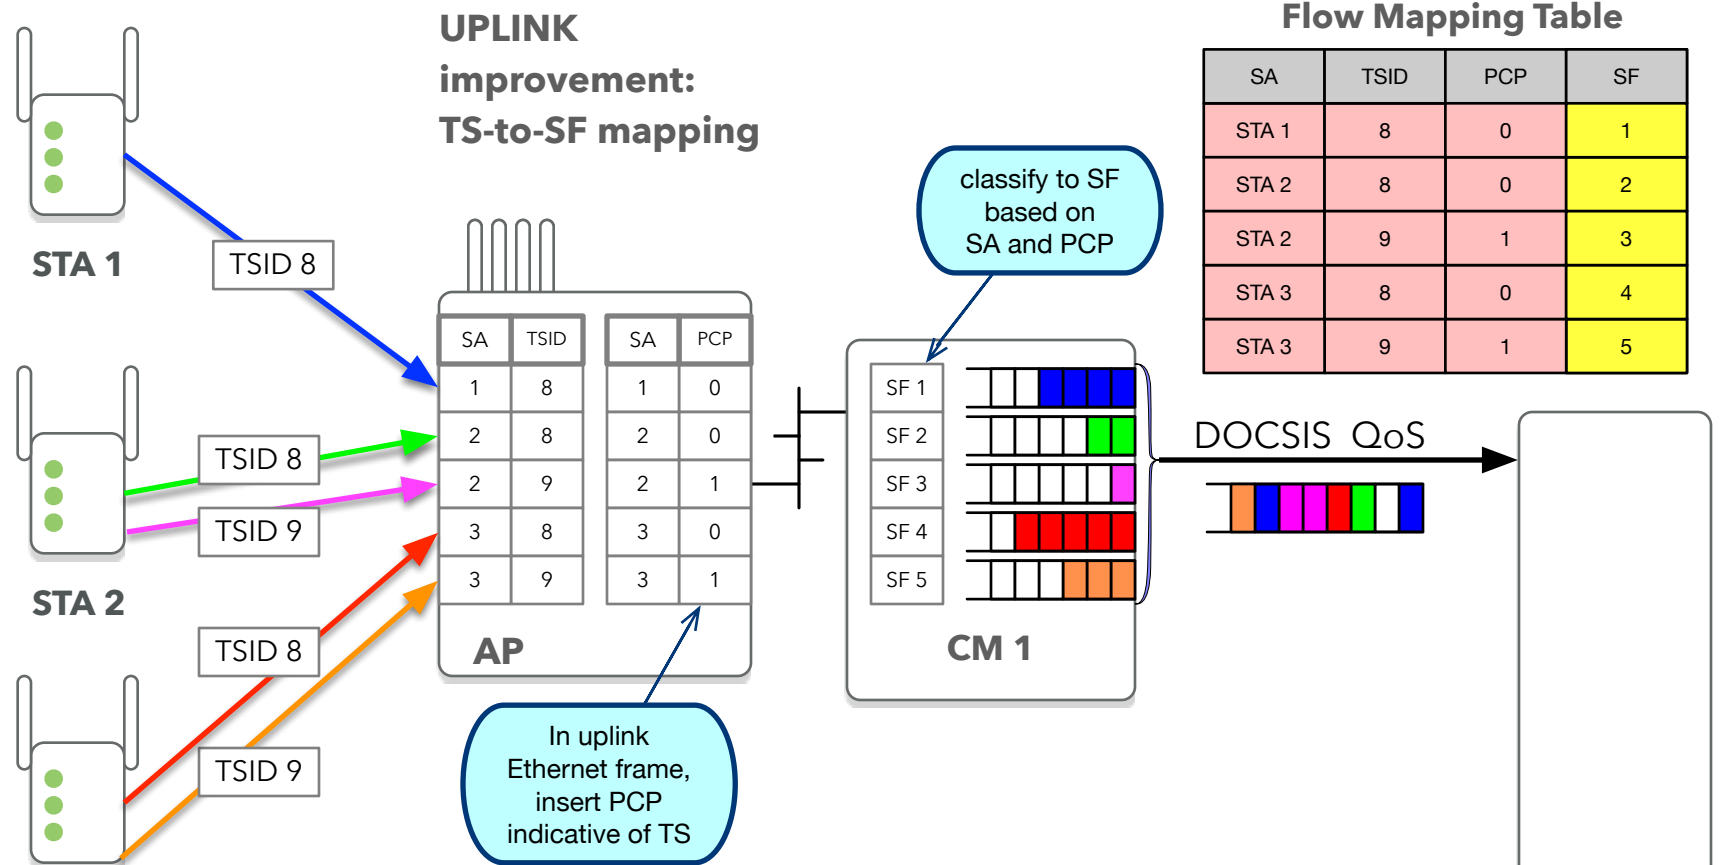 UPLINK
improvement:
TS-to-SF mapping
Flow Mapping Table
SA TSID PCP SF
STA 1 8 0 1
STA 2 8 0 2
STA 2 9 1 3
STA 3 8 0 4
STA 3 9 1 5
classify to SF
based on
SA and PCP
STA 1
TSID 8
STA 2
TSID 8
TSID 9
TSID 8
TSID 9
SA TSID SA PCP
1 8 1 0
2 8 2 0
2 9 2 1
3 8 3 0
3 9 3 1
AP
In uplink
Ethernet frame,
insert PCP
indicative of TS
SF 1
SF 2
SF 3
SF 4
SF 5
CM 1
DOCSIS QoS